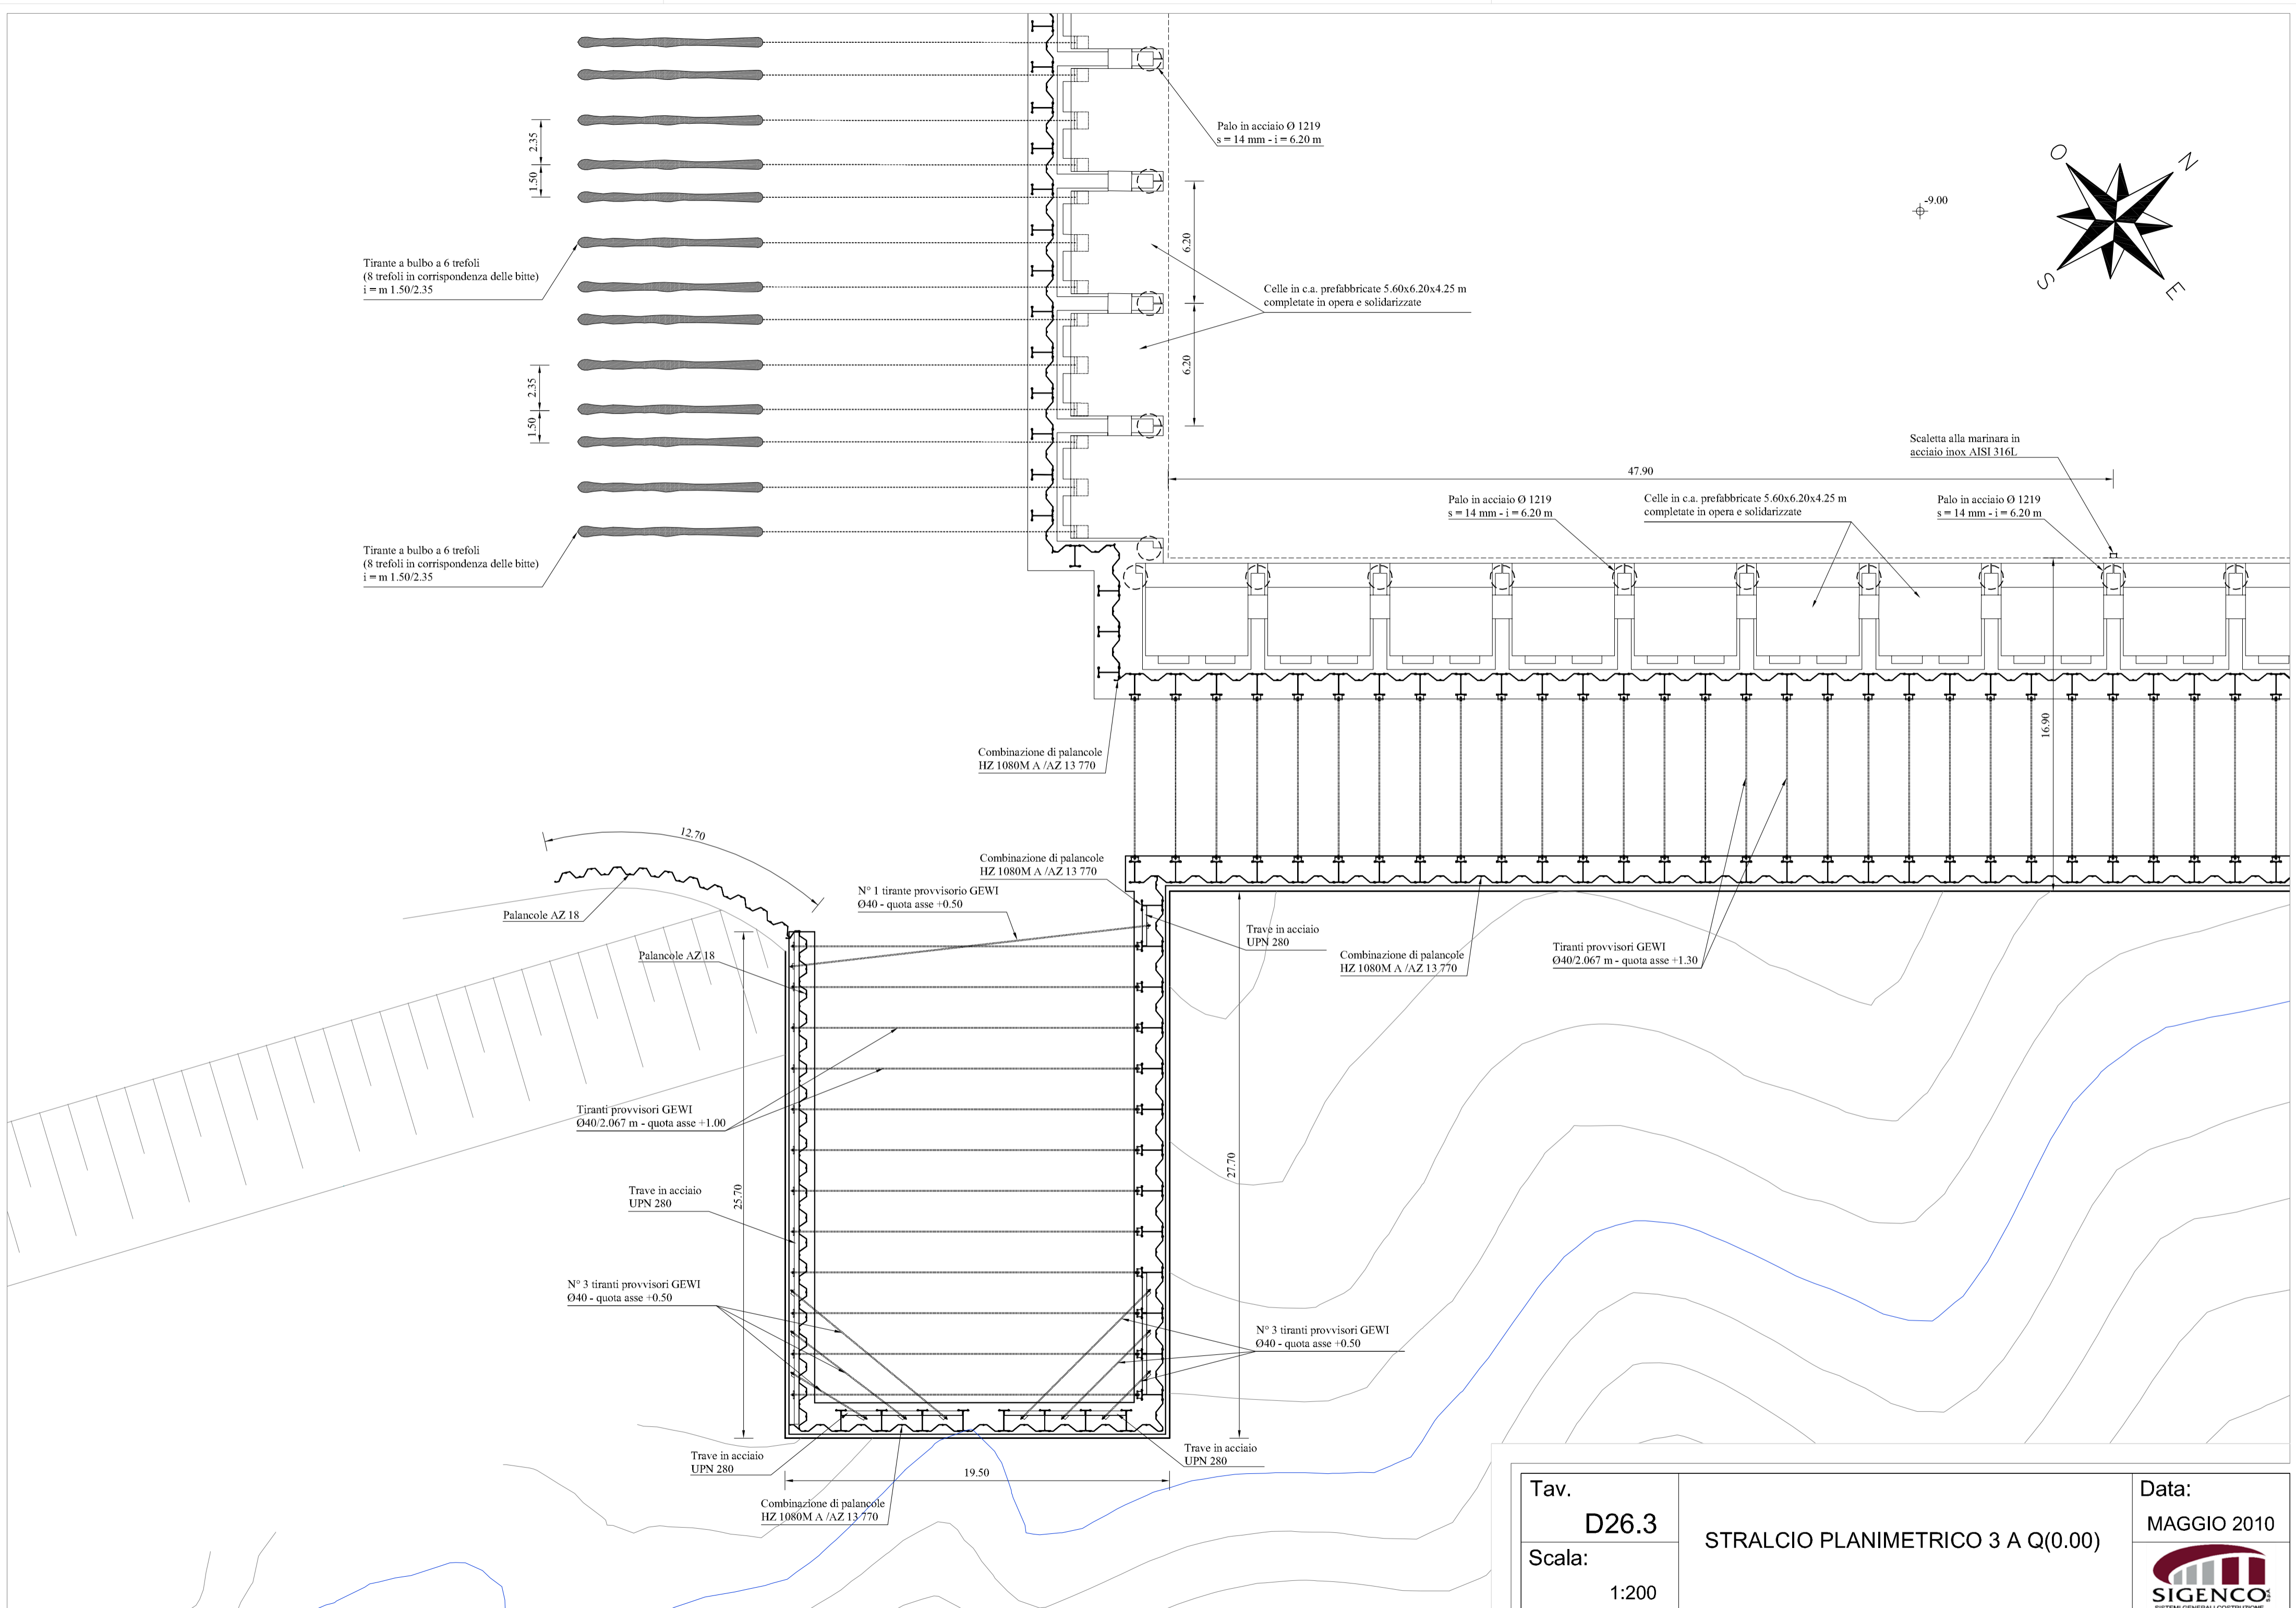 Palo in acciaio Ø 1219
s = 14 mm - i = 6.20 m
2.35
1.50
O
N
S
E
-9.00
6.20
Tirante a bulbo a 6 trefoli
(8 trefoli in corrispondenza delle bitte)
i = m 1.50/2.35
Celle in c.a. prefabbricate 5.60x6.20x4.25 m
completate in opera e solidarizzate
6.20
2.35
1.50
Scaletta alla marinara in
acciaio inox AISI 316L
47.90
Palo in acciaio Ø 1219
s = 14 mm - i = 6.20 m
Celle in c.a. prefabbricate 5.60x6.20x4.25 m
completate in opera e solidarizzate
Palo in acciaio Ø 1219
s = 14 mm - i = 6.20 m
Tirante a bulbo a 6 trefoli
(8 trefoli in corrispondenza delle bitte)
i = m 1.50/2.35
16.90
Combinazione di palancole
HZ 1080M A /AZ 13 770
12.70
Combinazione di palancole
HZ 1080M A /AZ 13 770
N° 1 tirante provvisorio GEWI
Ø40 - quota asse +0.50
Palancole AZ 18
Trave in acciaio
UPN 280
Palancole AZ 18
Combinazione di palancole
HZ 1080M A /AZ 13 770
Tiranti provvisori GEWI
Ø40/2.067 m - quota asse +1.30
Tiranti provvisori GEWI
Ø40/2.067 m - quota asse +1.00
27.70
25.70
Trave in acciaio
UPN 280
N° 3 tiranti provvisori GEWI
Ø40 - quota asse +0.50
N° 3 tiranti provvisori GEWI
Ø40 - quota asse +0.50
Trave in acciaio
UPN 280
Trave in acciaio
UPN 280
19.50
Combinazione di palancole
HZ 1080M A /AZ 13 770
Tav.
D26.3
Scala:
1:200
STRALCIO PLANIMETRICO 3 A Q(0.00)
Data:
MAGGIO 2010
SIGENCO S.p.A.